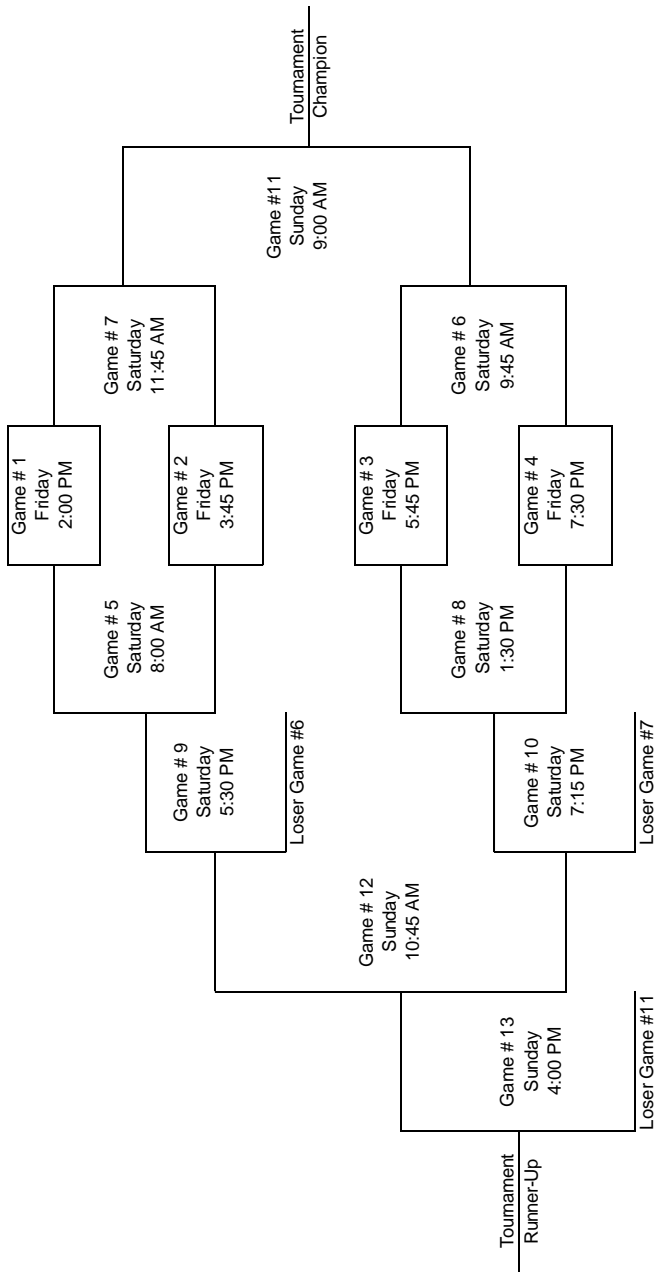 Game # 1
Friday
2:00 PM
Game # 5
Saturday
8:00 AM
Game # 7
Saturday
11:45 AM
Game # 9
Saturday
5:30 PM
Game # 2
Friday
3:45 PM
Game #11
Sunday
9:00 AM
Tournament
Champion
Loser Game #6
Game # 12
Sunday
10:45 AM
Game # 3
Friday
5:45 PM
Game # 8
Saturday
1:30 PM
Game # 6
Saturday
9:45 AM
Tournament
Runner-Up
Game # 13
Sunday
4:00 PM
Game # 10
Saturday
7:15 PM
Game # 4
Friday
7:30 PM
Loser Game #11
Loser Game #7